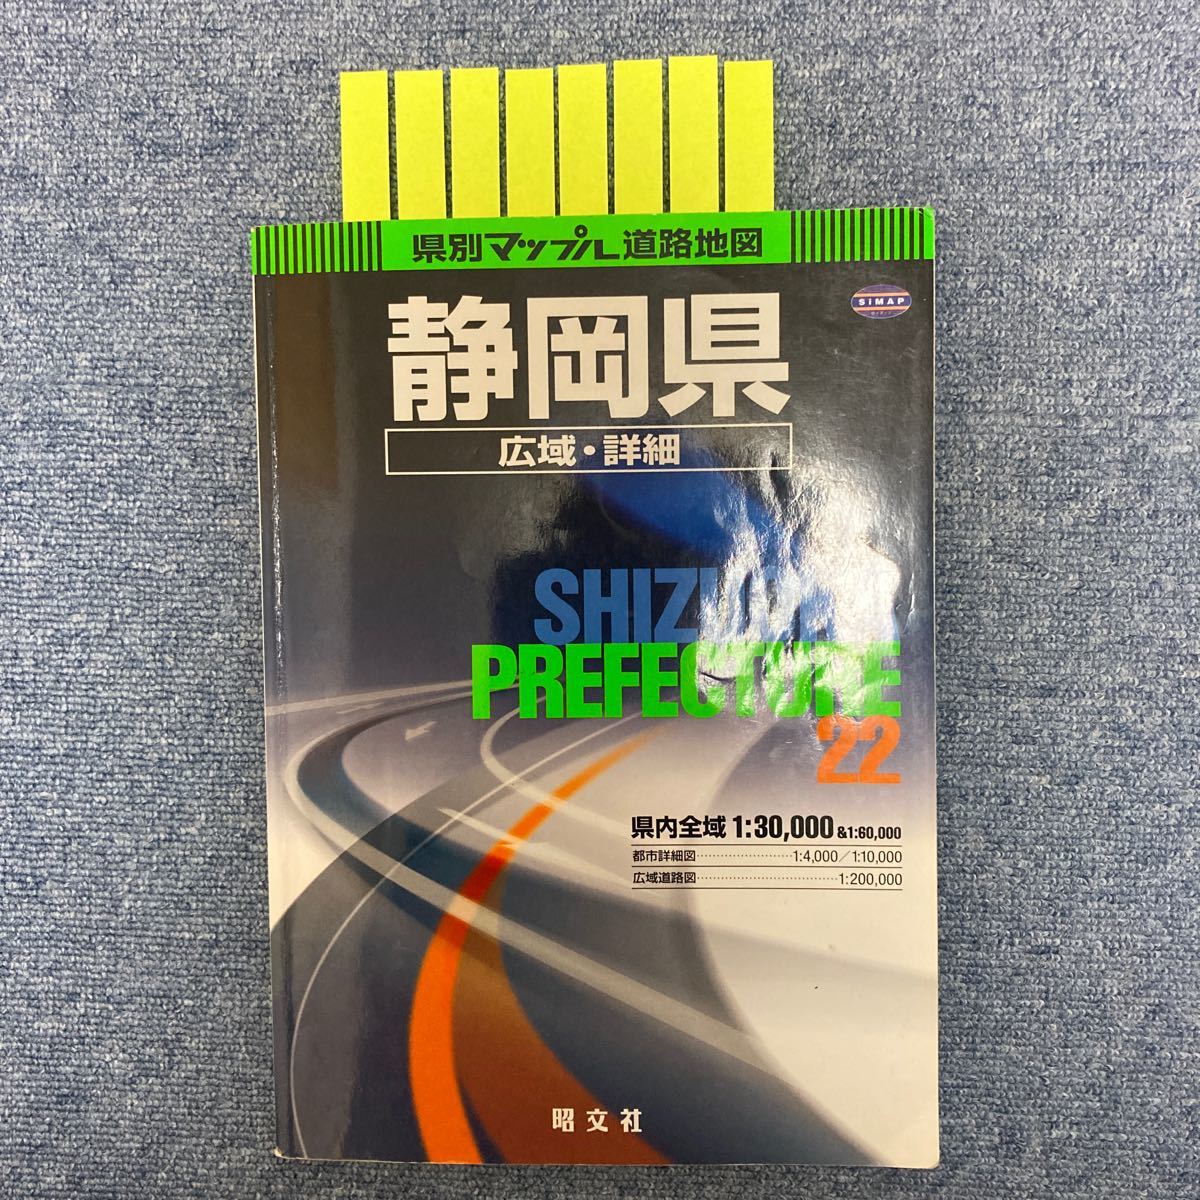 県別マップル道路地図
SiMAP
静岡県
広域・詳細
PREFECTURE
22
県内全域 1:30,000 &1:60,000
都市詳細図························1:4,000／1:10,000
広域道路図···································1:200,000
昭文社